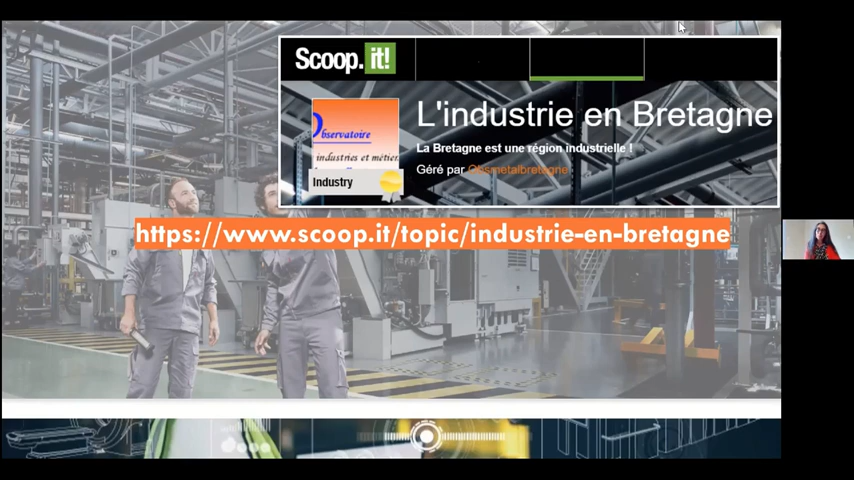 Scoop.it!
L'industrie en Bretagne
La Bretagne est une région industrielle !
Géré par Obsmetalbretagne
Observatoire
industries et métier
Industry
https://www.scoop.it/topic/industrie-en-bretagne